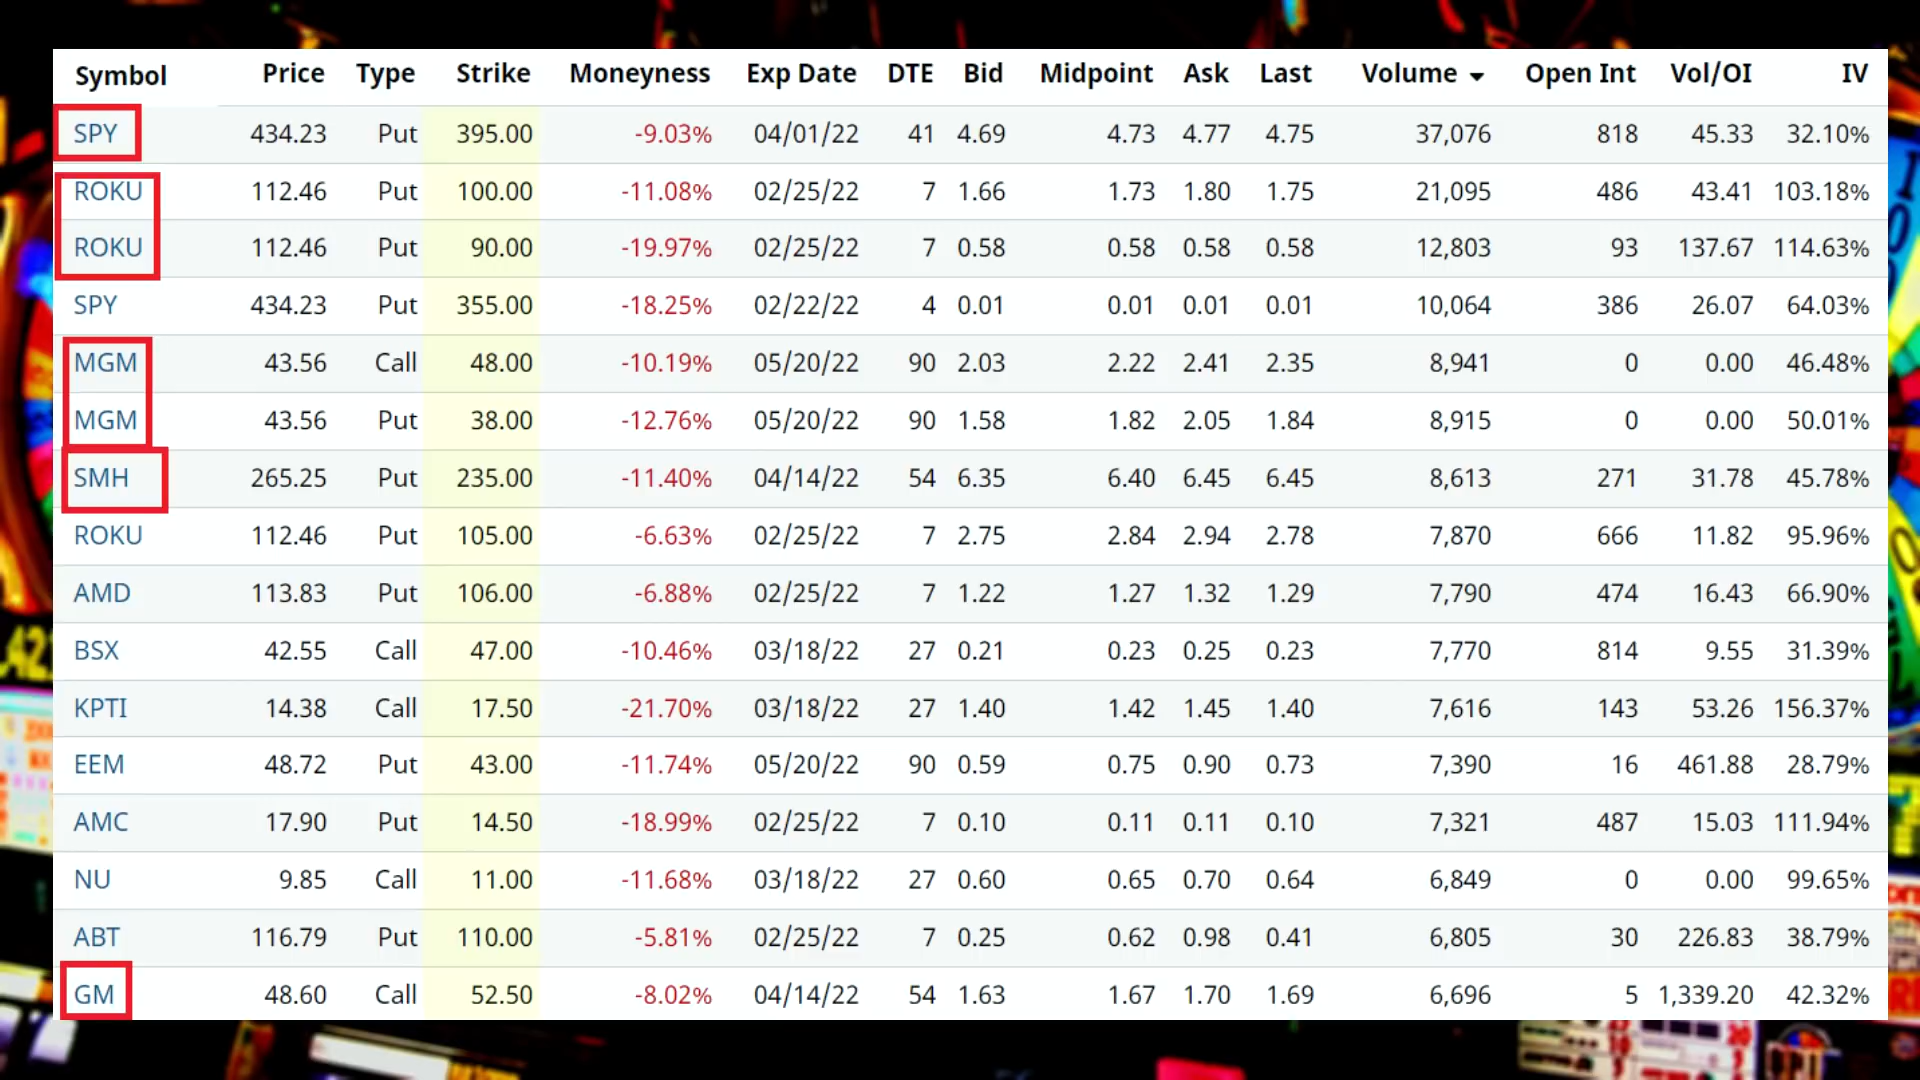 Symbol Price Type Strike Moneyness Exp Date DTE Bid Midpoint Ask Last Volume Open Int Vol/OI IV
SPY 434.23 Put 395.00 -9.03% 04/01/22 41 4.69 4.73 4.77 4.75 37,076 818 45.33 32.10%
ROKU 112.46 Put 100.00 -11.08% 02/25/22 7 1.66 1.73 1.80 1.75 21,095 486 43.41 103.18%
ROKU 112.46 Put 90.00 -19.97% 02/25/22 7 0.58 0.58 0.58 0.58 12,803 93 137.67 114.63%
SPY 434.23 Put 355.00 -18.25% 02/22/22 4 0.01 0.01 0.01 0.01 10,064 386 26.07 64.03%
MGM 43.56 Call 48.00 -10.19% 05/20/22 90 2.03 2.22 2.41 2.35 8,941 0 0.00 46.48%
MGM 43.56 Put 38.00 -12.76% 05/20/22 90 1.58 1.82 2.05 1.84 8,915 0 0.00 50.01%
SMH 265.25 Put 235.00 -11.40% 04/14/22 54 6.35 6.40 6.45 6.45 8,613 271 31.78 45.78%
ROKU 112.46 Put 105.00 -6.63% 02/25/22 7 2.75 2.84 2.94 2.78 7,870 666 11.82 95.96%
AMD 113.83 Put 106.00 -6.88% 02/25/22 7 1.22 1.27 1.32 1.29 7,790 474 16.43 66.90%
BSX 42.55 Call 47.00 -10.46% 03/18/22 27 0.21 0.23 0.25 0.23 7,770 814 9.55 31.39%
KPTI 14.38 Call 17.50 -21.70% 03/18/22 27 1.40 1.42 1.45 1.40 7,616 143 53.26 156.37%
EEM 48.72 Put 43.00 -11.74% 05/20/22 90 0.59 0.75 0.90 0.73 7,390 16 461.88 28.79%
AMC 17.90 Put 14.50 -18.99% 02/25/22 7 0.10 0.11 0.11 0.10 7,321 487 15.03 111.94%
NU 9.85 Call 11.00 -11.68% 03/18/22 27 0.60 0.65 0.70 0.64 6,849 0 0.00 99.65%
ABT 116.79 Put 110.00 -5.81% 02/25/22 7 0.25 0.62 0.98 0.41 6,805 30 226.83 38.79%
GM 48.60 Call 52.50 -8.02% 04/14/22 54 1.63 1.67 1.70 1.69 6,696 5 1,339.20 42.32%